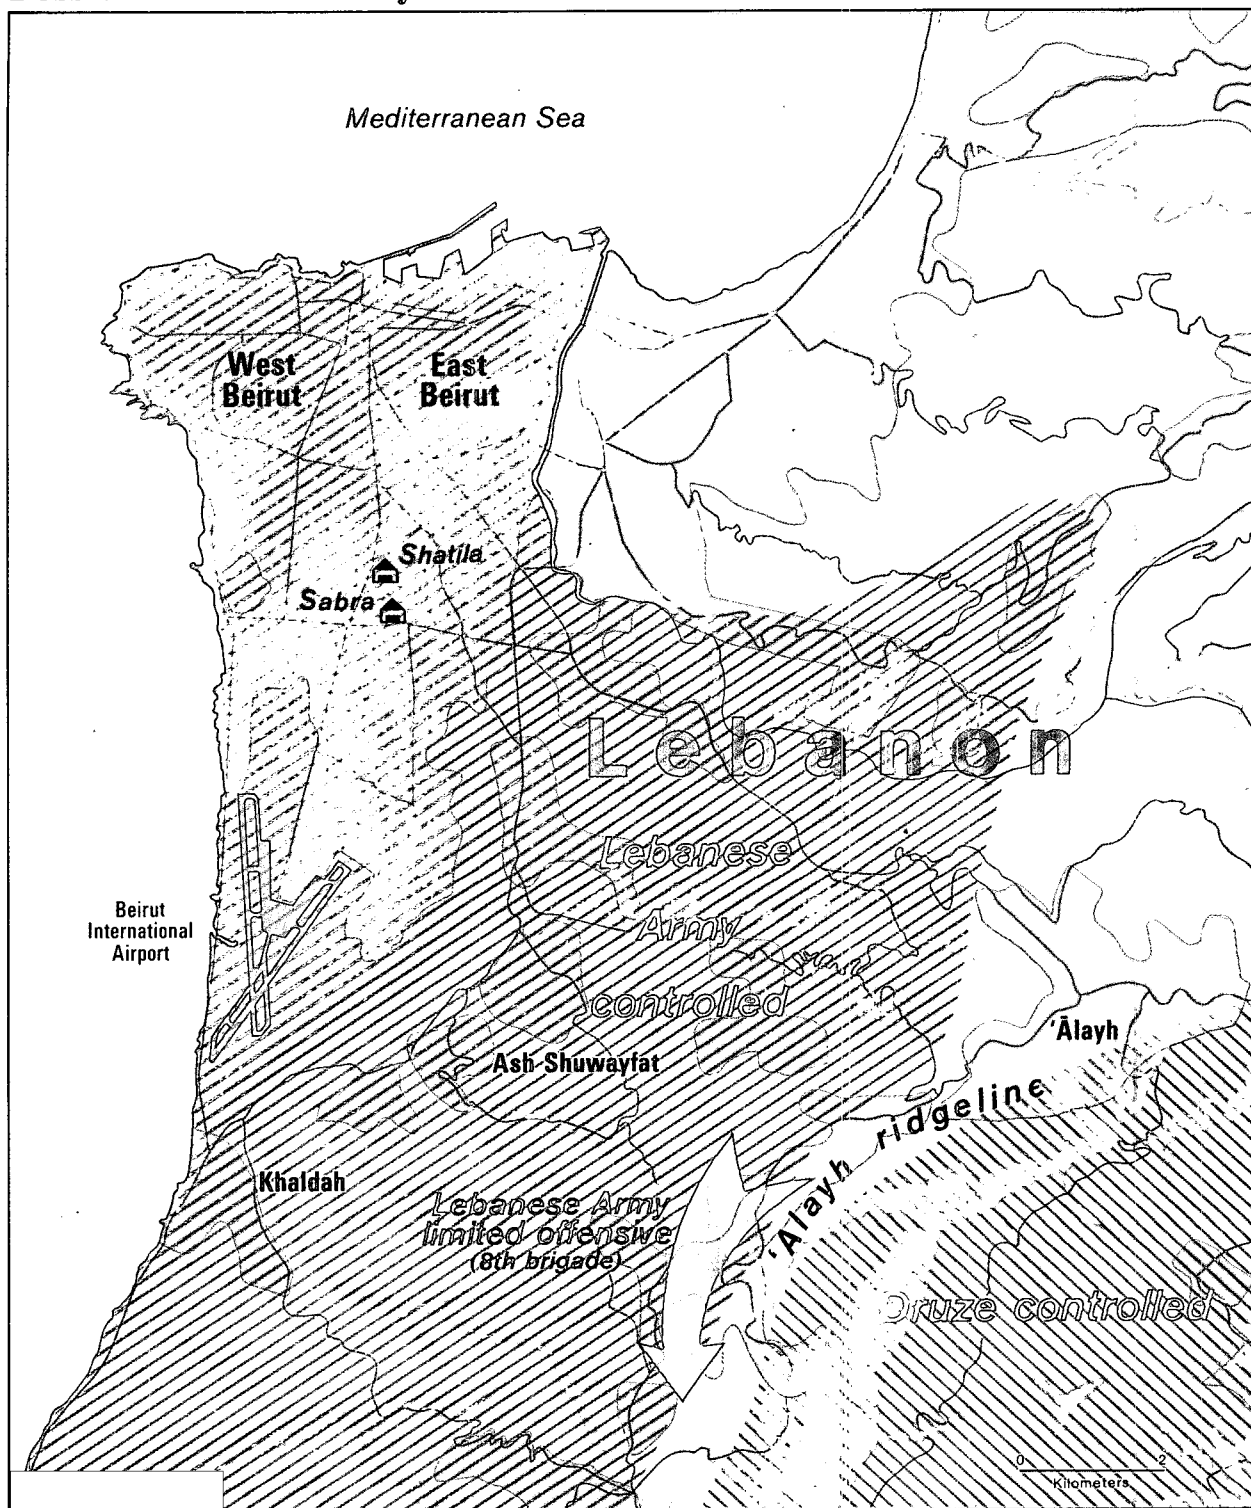 Mediterranean Sea
West
Beirut
East
Beirut
Shatila
Sabra
Lebanon
Lebanese
Army
controlled
Beirut
International
Airport
'Ālayh
Ash Shuwayfat
'Alayh ridgeline
Khaldah
Lebanese Army
limited offensive
(8th brigade)
Druze controlled
0 2
Kilometers